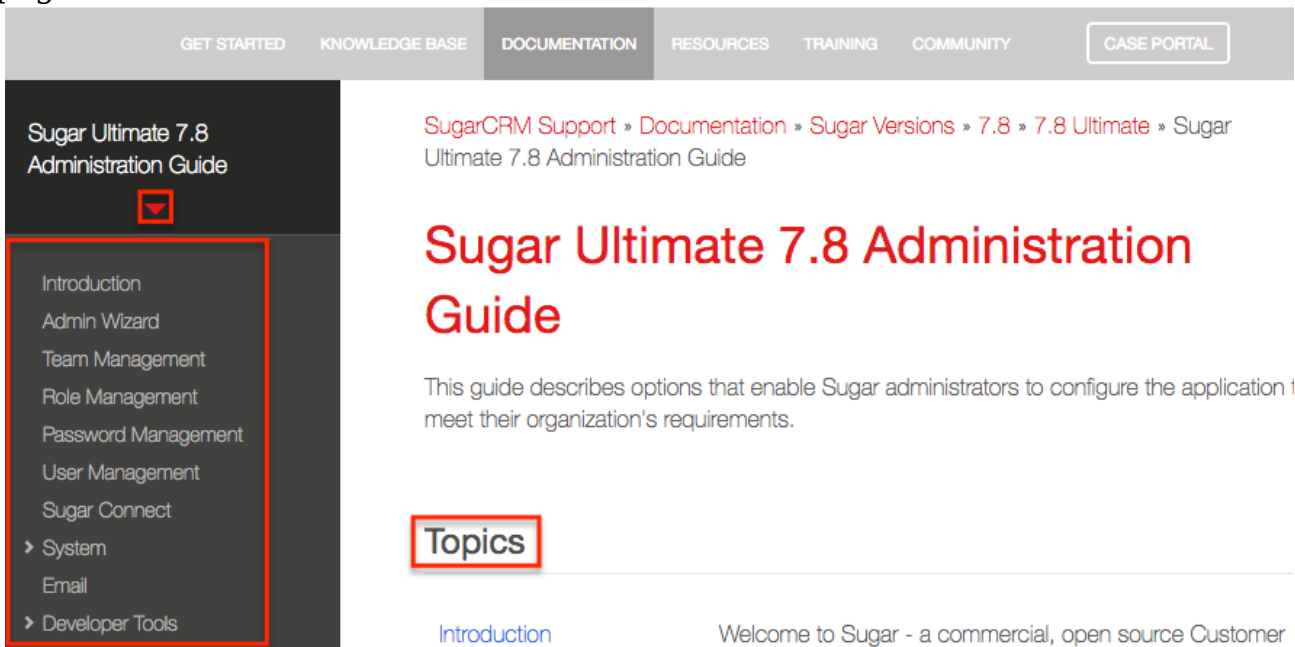 GET STARTED KNOWLEDGE BASE DOCUMENTATION RESOURCES TRAINING COMMUNITY CASE PORTAL
Sugar Ultimate 7.8
Administration Guide
Introduction
Admin Wizard
Team Management
Role Management
Password Management
User Management
Sugar Connect
System
Email
Developer Tools
SugarCRM Support » Documentation » Sugar Versions » 7.8 » 7.8 Ultimate » Sugar
Ultimate 7.8 Administration Guide
Sugar Ultimate 7.8 Administration
Guide
This guide describes options that enable Sugar administrators to configure the application
meet their organization's requirements.
Topics
Introduction Welcome to Sugar - a commercial, open source Customer